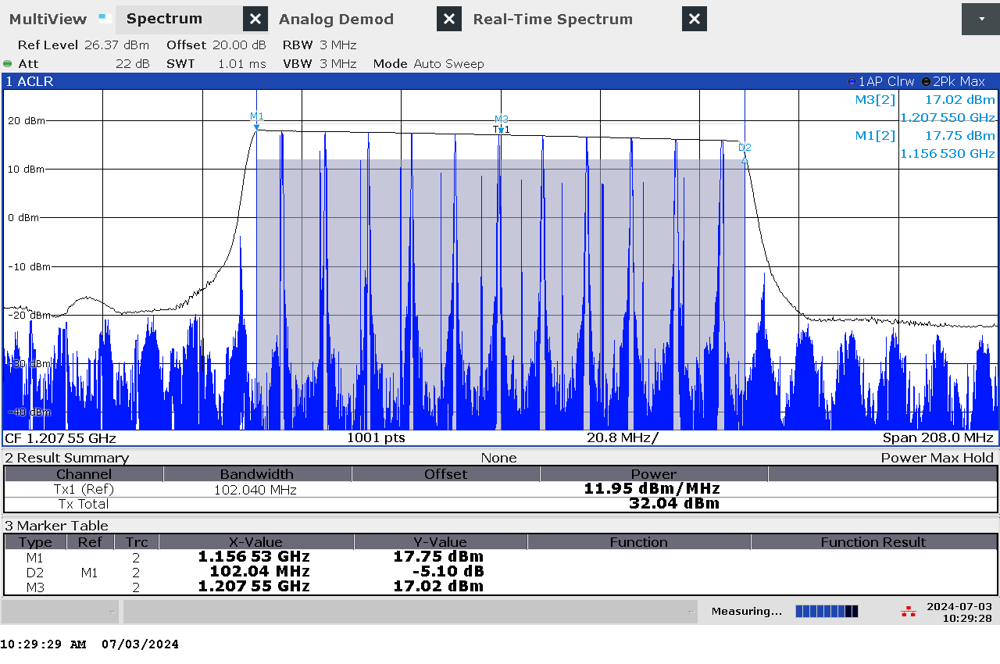 MultiView Spectrum Analog Demod Real-Time Spectrum
Ref Level 26.37 dBm Offset 20.00 dB RBW 3 MHz
Att 22 dB SWT 1.01 ms VBW 3 MHz Mode Auto Sweep
1 ACLR 1AP Clrw 2Pk Max
M3[2] 17.02 dBm
1.207 550 GHz
M1[2] 17.75 dBm
1.156 530 GHz
M1
M3
Tx1
D2
20 dBm
10 dBm
0 dBm
-10 dBm
-20 dBm
-30 dBm
-40 dBm
CF 1.207 55 GHz 1001 pts 20.8 MHz/ Span 208.0 MHz
2 Result Summary None Power Max Hold
Channel Bandwidth Offset Power
Tx1 (Ref) 102.040 MHz 11.95 dBm/MHz
Tx Total 32.04 dBm
3 Marker Table
Type Ref Trc X-Value Y-Value Function Function Result
M1 2 1.156 53 GHz 17.75 dBm
D2 M1 2 102.04 MHz -5.10 dB
M3 2 1.207 55 GHz 17.02 dBm
Measuring... 2024-07-03
10:29:28
10:29:29 AM 07/03/2024